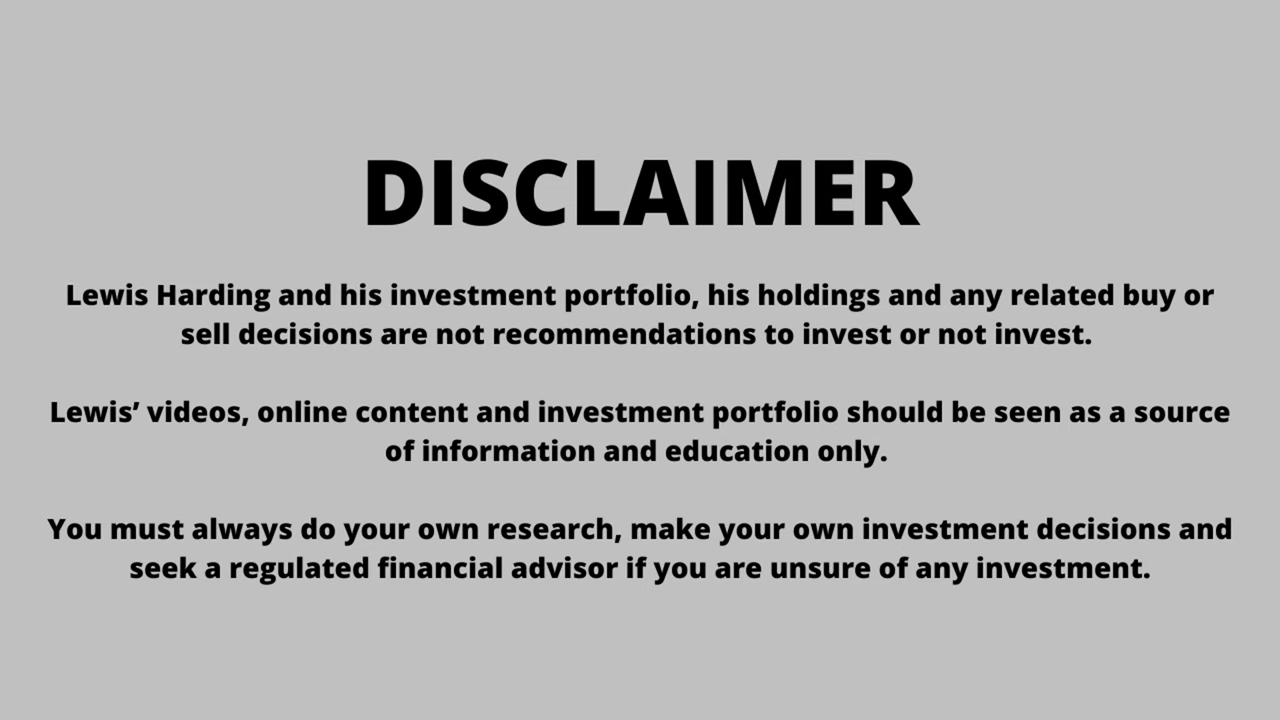 DISCLAIMER
Lewis Harding and his investment portfolio, his holdings and any related buy or
sell decisions are not recommendations to invest or not invest.
Lewis’ videos, online content and investment portfolio should be seen as a source
of information and education only.
You must always do your own research, make your own investment decisions and
seek a regulated financial advisor if you are unsure of any investment.